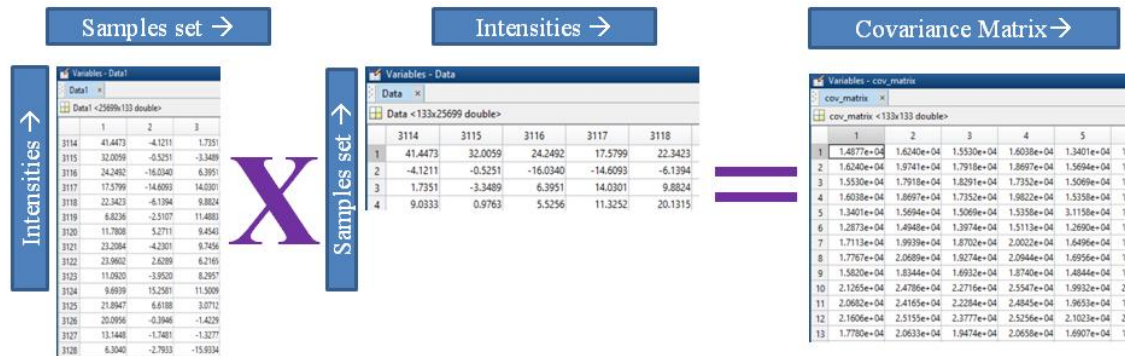 Samples set →
Intensities →
Covariance Matrix→
Intensities →
Variables - Data1
Data1 ×
Data1 <25699x133 double>
1 2 3
3114 41.4473 -4.1211 1.7351
3115 32.0059 -0.5251 -3.3489
3116 24.2492 -16.0340 6.3951
3117 17.5799 -14.6093 14.0301
3118 22.3423 -6.1394 9.8824
3119 6.8236 -2.5107 11.4883
3120 11.7808 5.2711 9.4543
3121 23.2084 -4.2301 9.7456
3122 23.9602 2.6289 6.2165
3123 11.0920 -3.9520 8.2957
3124 9.6939 15.2581 11.5009
3125 21.8947 6.6188 3.0712
3126 20.0956 -0.3946 -1.4229
3127 13.1448 -1.7481 -1.3277
3128 6.3040 -2.7933 -15.9334
X
Samples set →
Variables - Data
Data ×
Data <133x25699 double>
3114 3115 3116 3117 3118
1 41.4473 32.0059 24.2492 17.5799 22.3423
2 -4.1211 -0.5251 -16.0340 -14.6093 -6.1394
3 1.7351 -3.3489 6.3951 14.0301 9.8824
4 9.0333 0.9763 5.5256 11.3252 20.1315
=
Variables - cov_matrix
cov_matrix ×
cov_matrix <133x133 double>
1 2 3 4 5
1 1.4877e+04 1.6240e+04 1.5530e+04 1.6038e+04 1.3401e+04
2 1.6240e+04 1.9741e+04 1.7918e+04 1.8697e+04 1.5694e+04
3 1.5530e+04 1.7918e+04 1.8291e+04 1.7352e+04 1.5069e+04
4 1.6038e+04 1.8697e+04 1.7352e+04 1.9822e+04 1.5358e+04
5 1.3401e+04 1.5694e+04 1.5069e+04 1.5358e+04 3.1158e+04
6 1.2873e+04 1.4948e+04 1.3974e+04 1.5113e+04 1.2690e+04
7 1.7113e+04 1.9939e+04 1.8702e+04 2.0022e+04 1.6496e+04
8 1.7767e+04 2.0689e+04 1.9274e+04 2.0944e+04 1.6956e+04
9 1.5820e+04 1.8344e+04 1.6932e+04 1.8740e+04 1.4844e+04
10 2.1265e+04 2.4786e+04 2.2716e+04 2.5547e+04 1.9932e+04
11 2.0682e+04 2.4165e+04 2.2284e+04 2.4845e+04 1.9653e+04
12 2.1606e+04 2.5155e+04 2.3777e+04 2.5256e+04 2.1023e+04
13 1.7780e+04 2.0633e+04 1.9474e+04 2.0658e+04 1.6907e+04